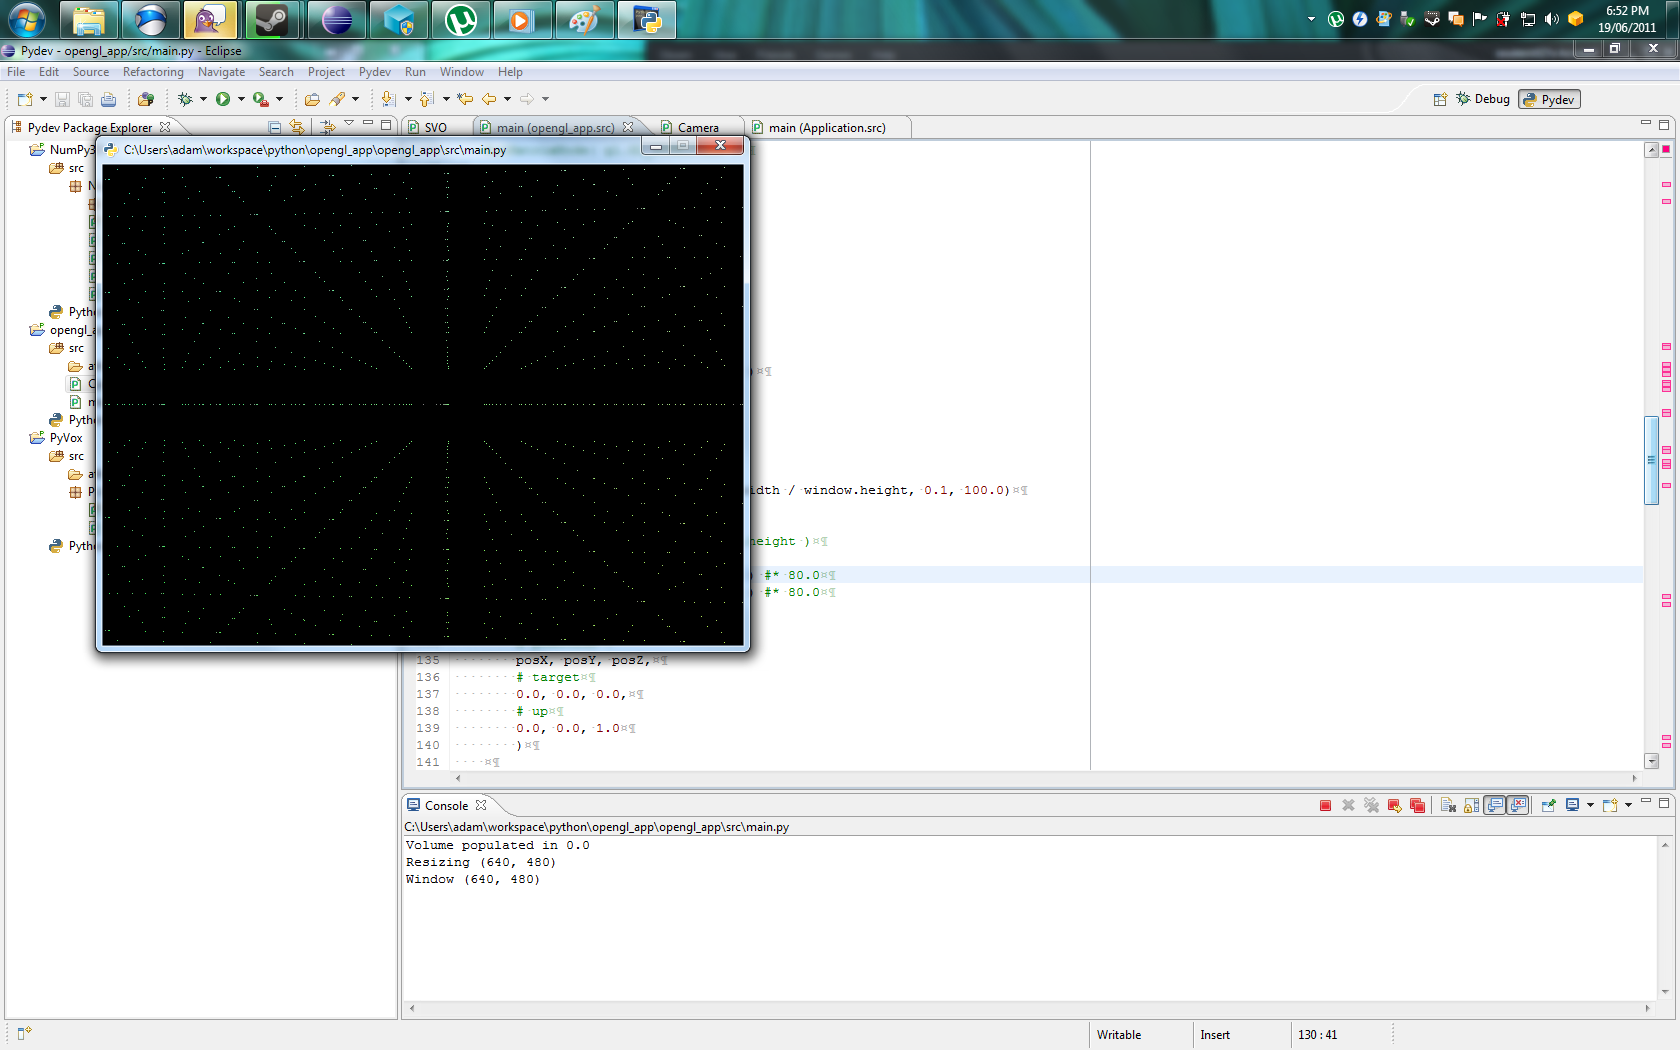 6:52 PM
19/06/2011
Pydev - opengl_app/src/main.py - Eclipse
File Edit Source Refactoring Navigate Search Project Pydev Run Window Help
Debug Pydev
Pydev Package Explorer
SVO main (opengl_app.src) Camera main (Application.src)
C:\Users\adam\workspace\python\opengl_app\opengl_app\src\main.py
NumPy3
src
N
Pyth
opengl_a
src
a
C
m
Pyth
PyVox
src
a
P
Pyth
)¤¶
idth / window.height, 0.1, 100.0)¤¶
height )¤¶
) #* 80.0¤¶
) #* 80.0¤¶
135 posX, posY, posZ,¤¶
136 # target¤¶
137 0.0, 0.0, 0.0,¤¶
138 # up¤¶
139 0.0, 0.0, 1.0¤¶
140 )¤¶
141 ¤¶
Console
C:\Users\adam\workspace\python\opengl_app\opengl_app\src\main.py
Volume populated in 0.0
Resizing (640, 480)
Window (640, 480)
Writable Insert 130 : 41